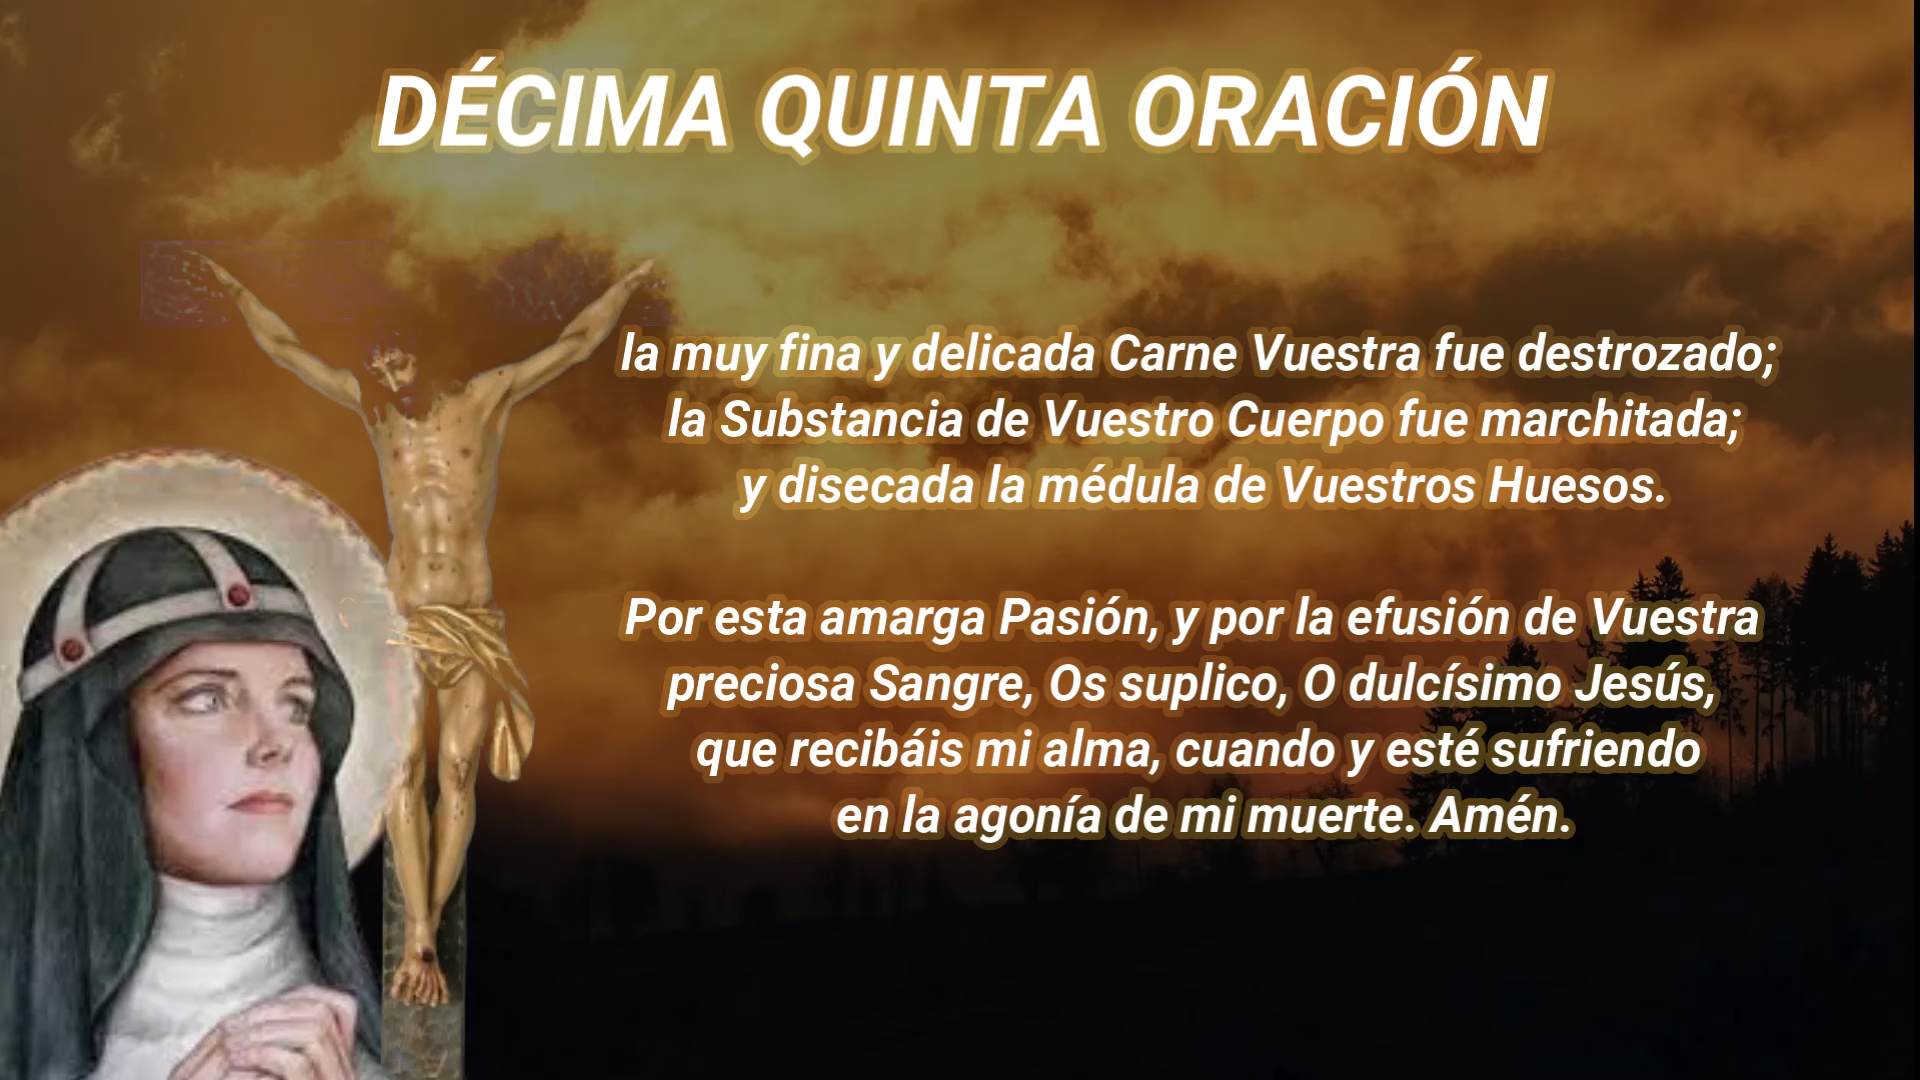 DÉCIMA QUINTA ORACIÓN
la muy fina y delicada Carne Vuestra fue destrozado;
la Substancia de Vuestro Cuerpo fue marchitada;
y disecada la médula de Vuestros Huesos.
Por esta amarga Pasión, y por la efusión de Vuestra
preciosa Sangre, Os suplico, O dulcísimo Jesús,
que recibáis mi alma, cuando y esté sufriendo
en la agonía de mi muerte. Amén.